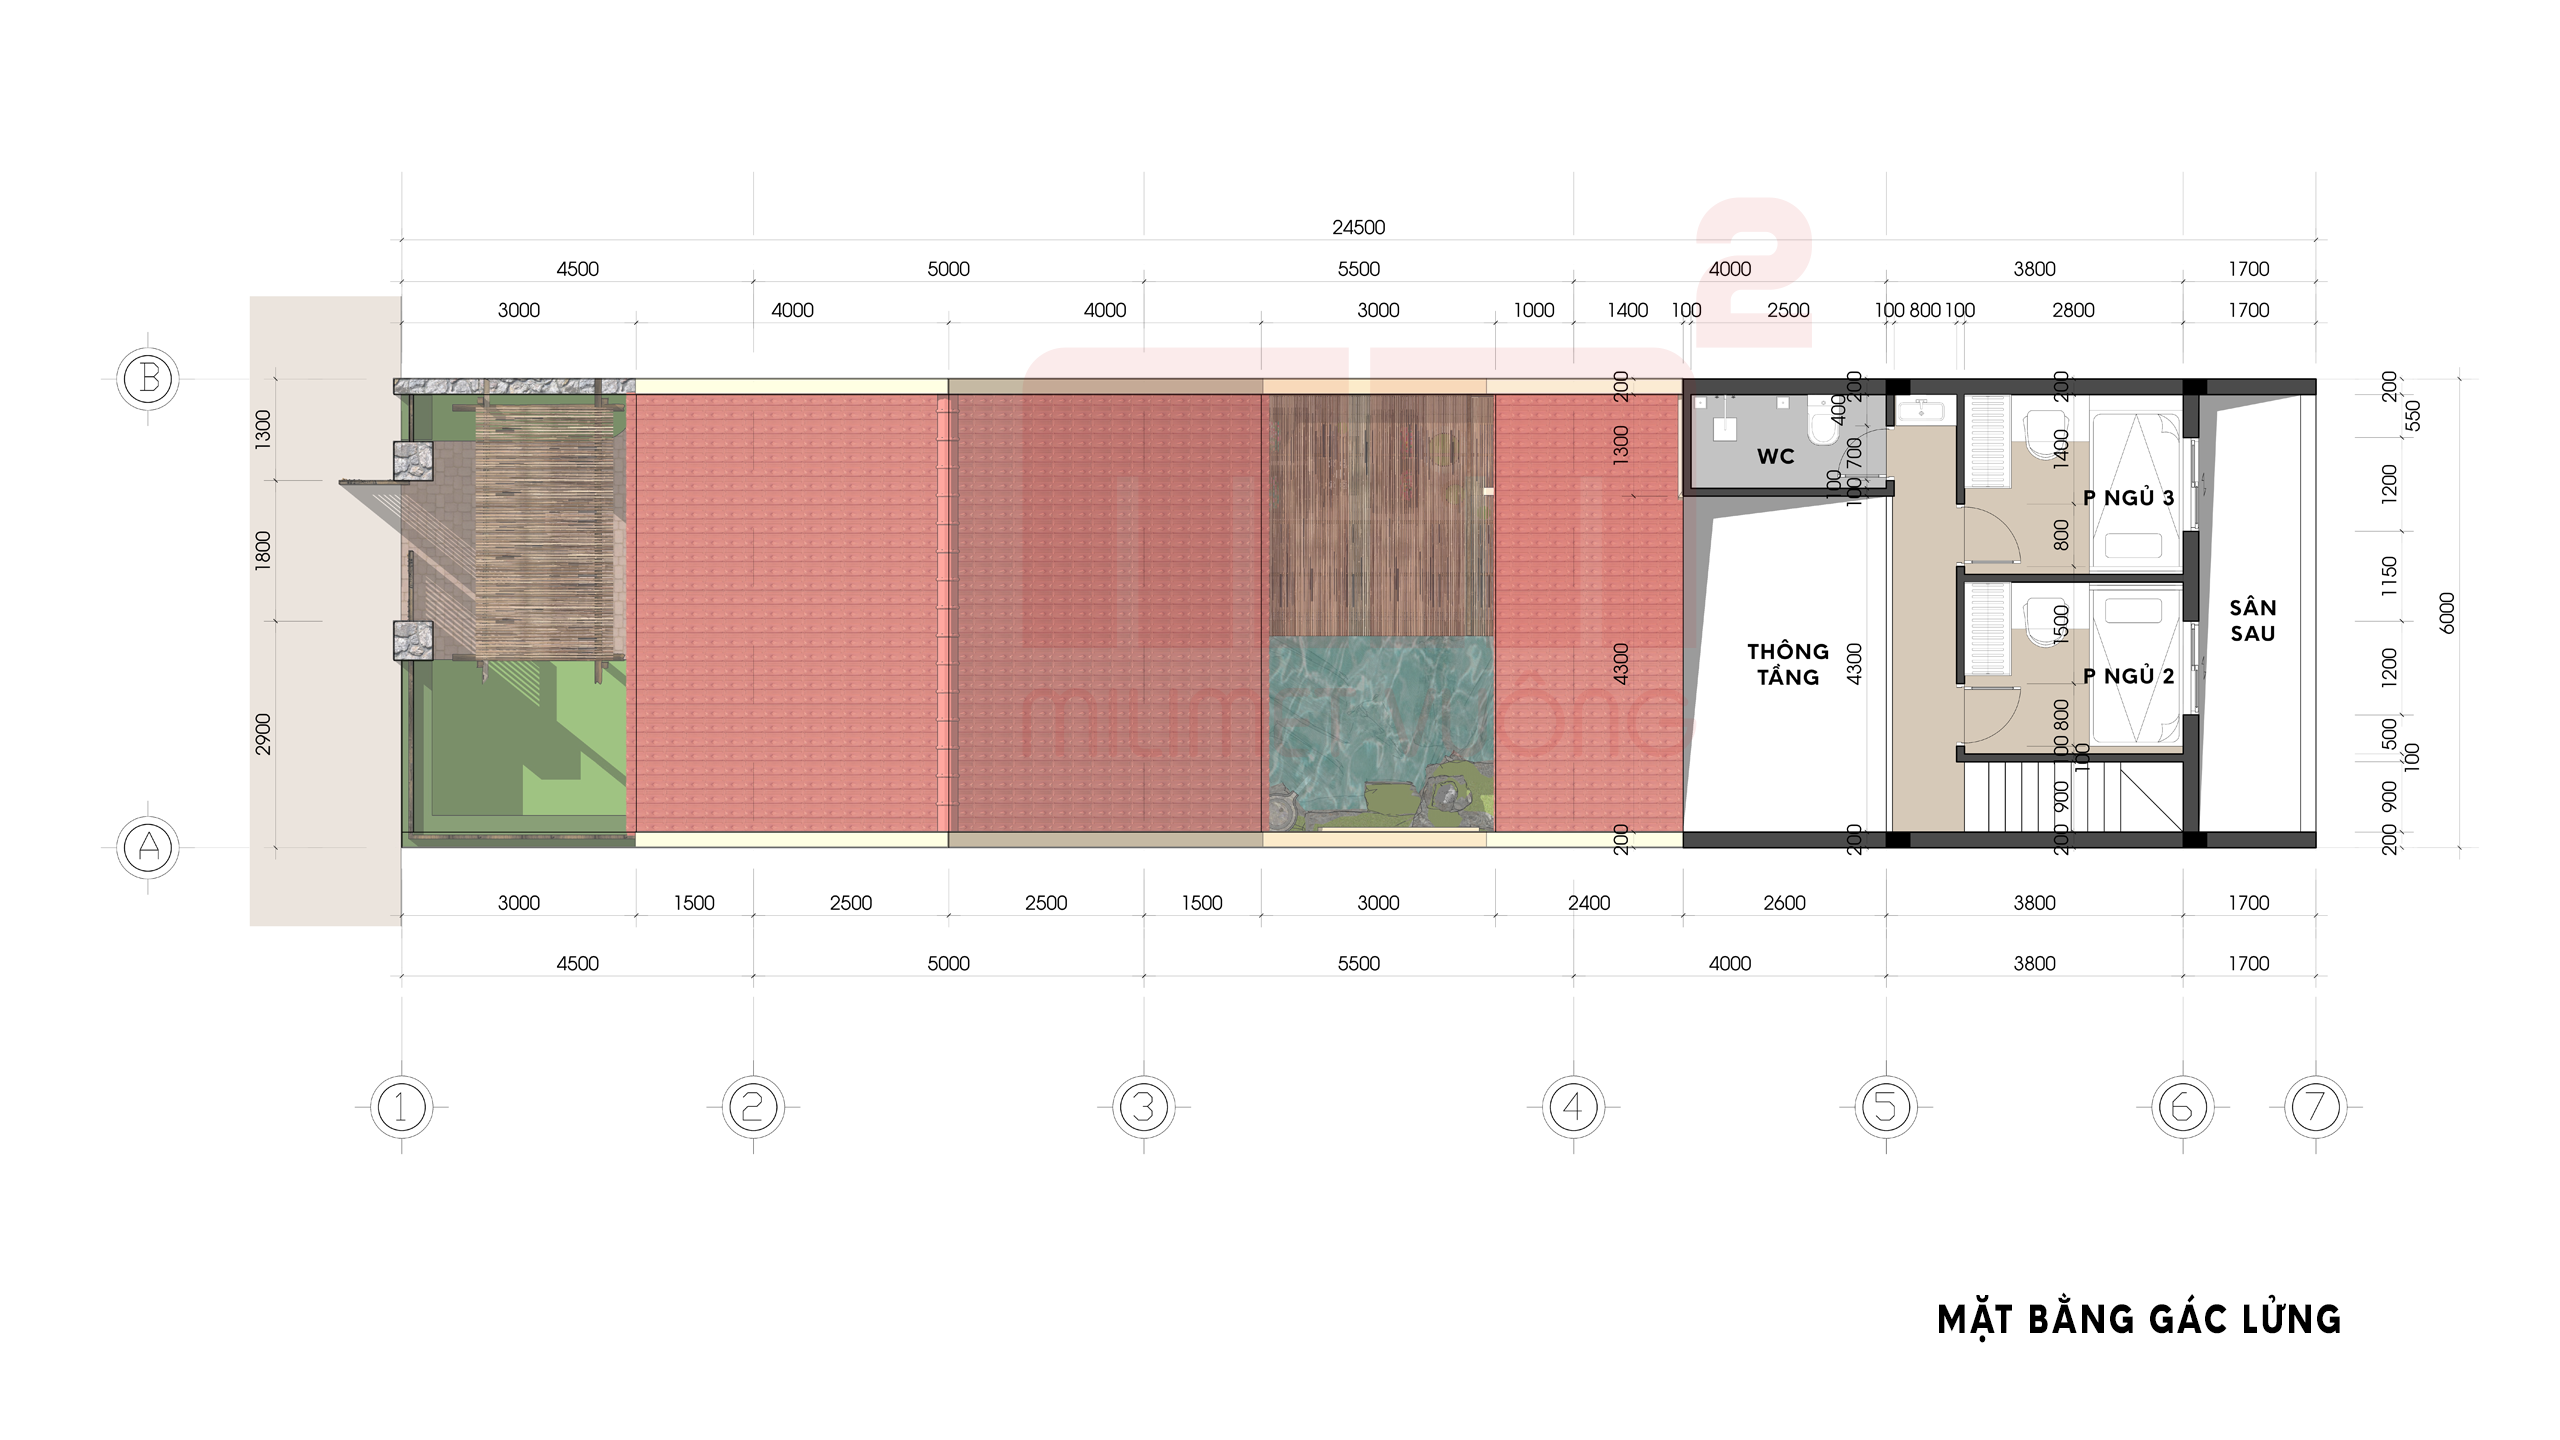 24500
4500 5000 5500 4000 3800 1700
3000 4000 4000 3000 1000 1400 100 2500 100 800 100 2800 1700
2
B
A
1300
1800
2900
200
1300
4300
200
200
400
700
100
100
4300
200
200
1400
800
1500
800
100
100
900
200
WC
P NGỦ 3
P NGỦ 2
THÔNG
TẦNG
SÂN
SAU
200
550
1200
1150
1200
500
100
900
200
6000
milimet vuông
3000 1500 2500 2500 1500 3000 2400 2600 3800 1700
4500 5000 5500 4000 3800 1700
1 2 3 4 5 6 7
MẶT BẰNG GÁC LỬNG